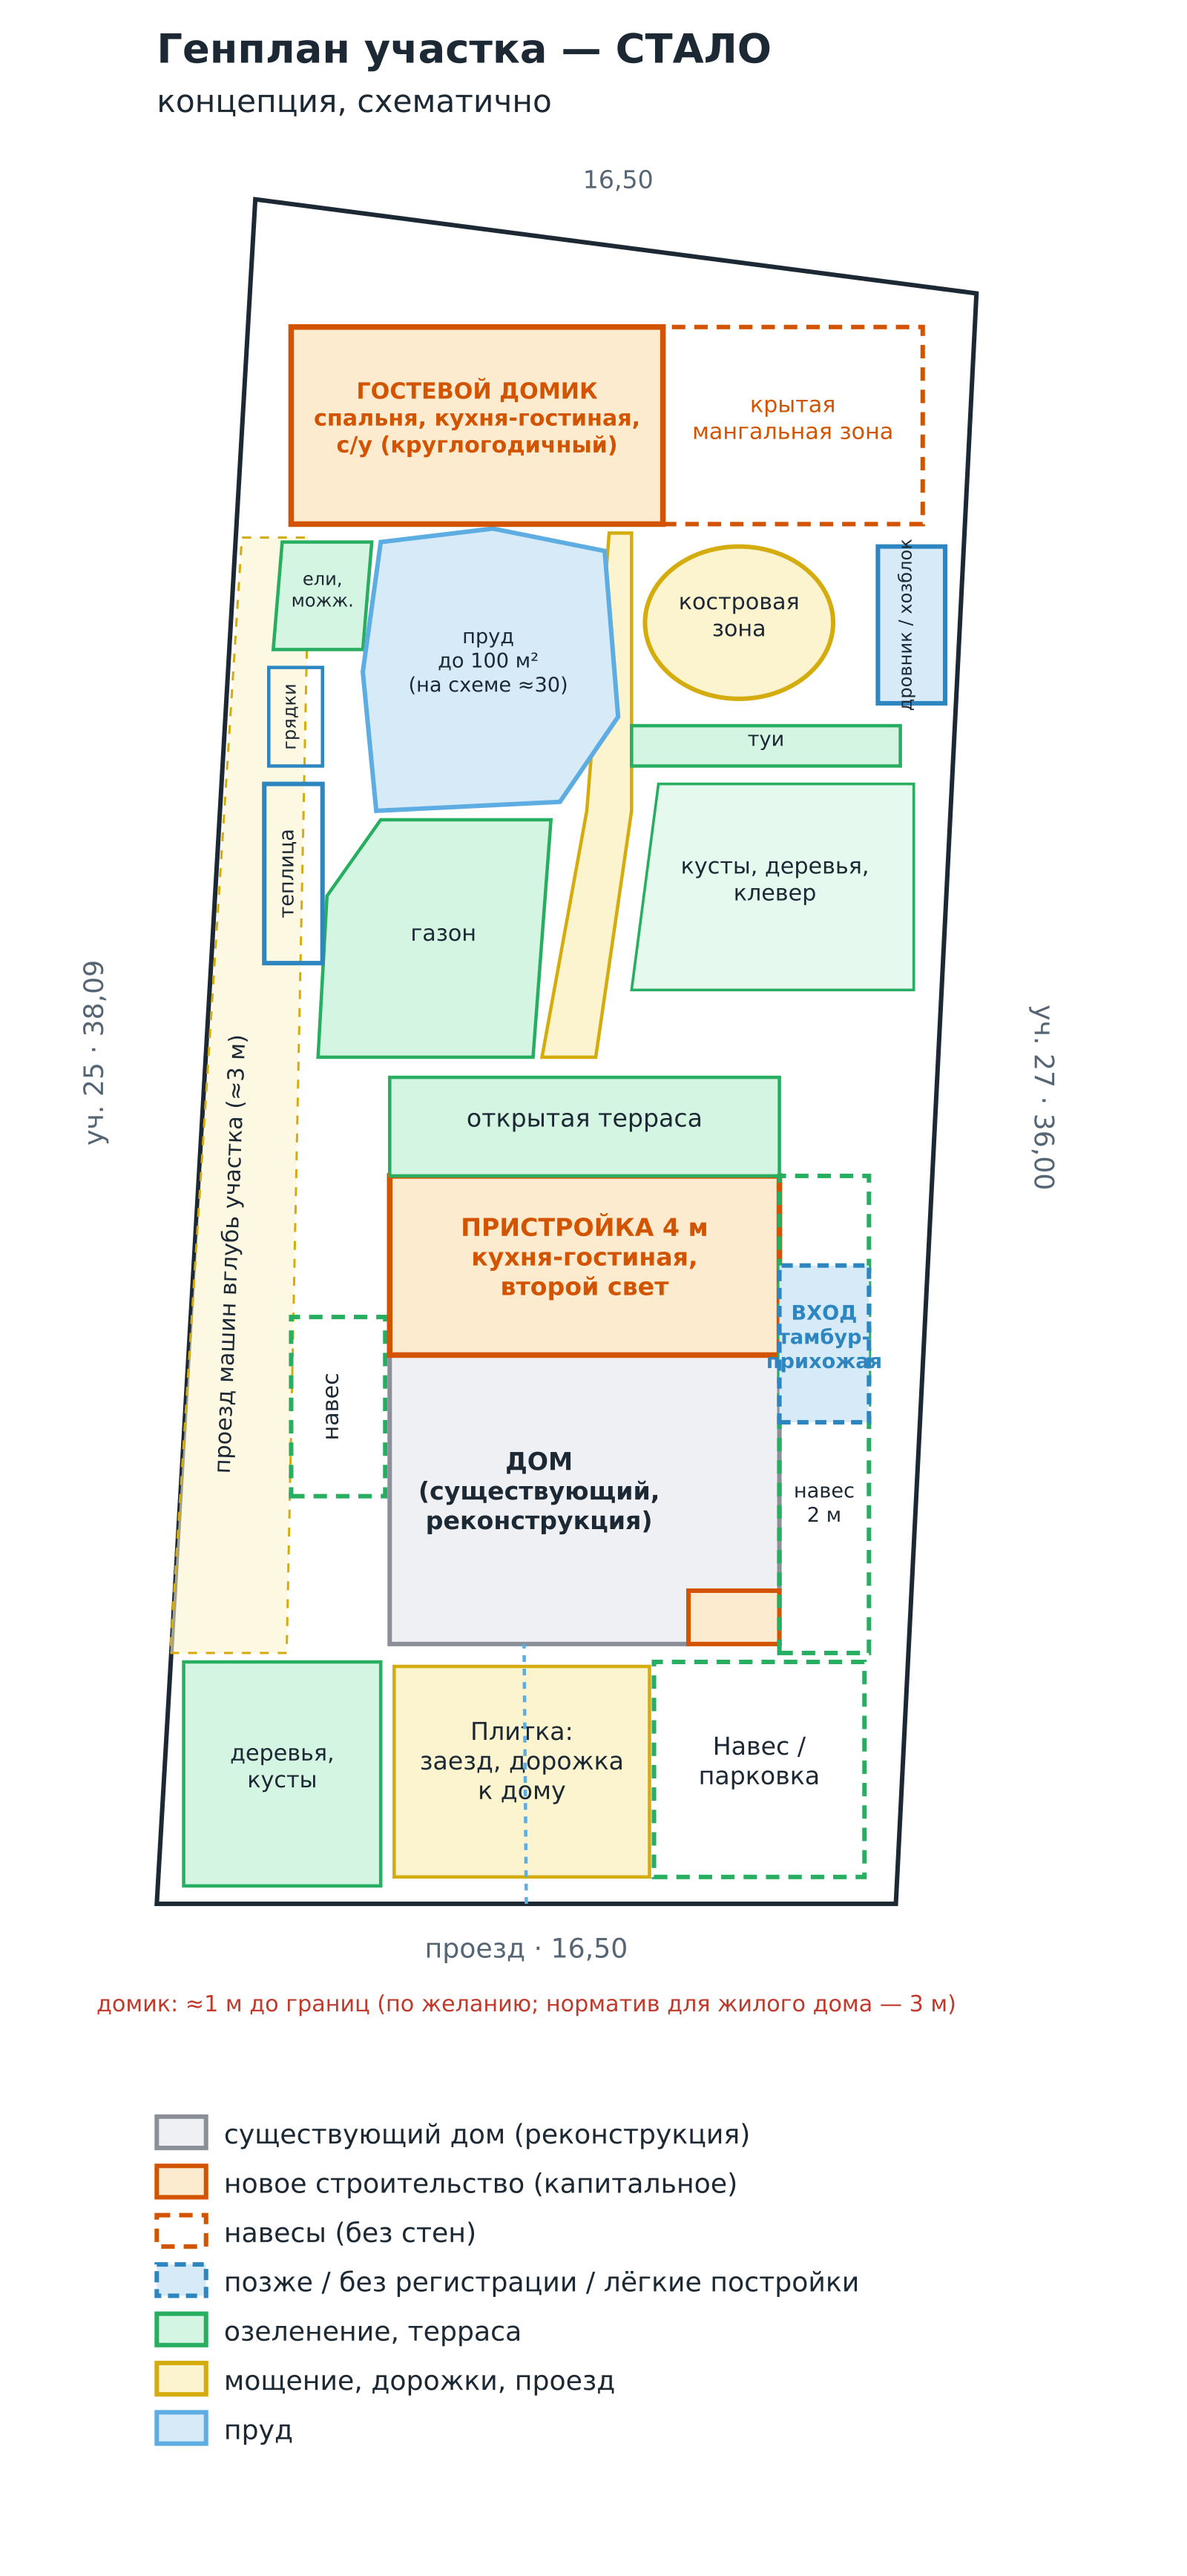 Генплан участка — СТАЛО
концепция, схематично
16,50
ГОСТЕВОЙ ДОМИК
спальня, кухня-гостиная,
с/у (круглогодичный)
крытая
мангальная зона
ели,
можж.
пруд
до 100 м²
(на схеме ≈30)
костровая
зона
дровник / хозблок
грядки
туи
теплица
газон
кусты, деревья,
клевер
уч. 25 · 38,09
уч. 27 · 36,00
проезд машин вглубь участка (≈3 м)
открытая терраса
ПРИСТРОЙКА 4 м
кухня-гостиная,
второй свет
ВХОД
тамбур-
прихожая
навес
ДОМ
(существующий,
реконструкция)
навес
2 м
деревья,
кусты
Плитка:
заезд, дорожка
к дому
Навес /
парковка
проезд · 16,50
домик: ≈1 м до границ (по желанию; норматив для жилого дома — 3 м)
существующий дом (реконструкция)
новое строительство (капитальное)
навесы (без стен)
позже / без регистрации / лёгкие постройки
озеленение, терраса
мощение, дорожки, проезд
пруд